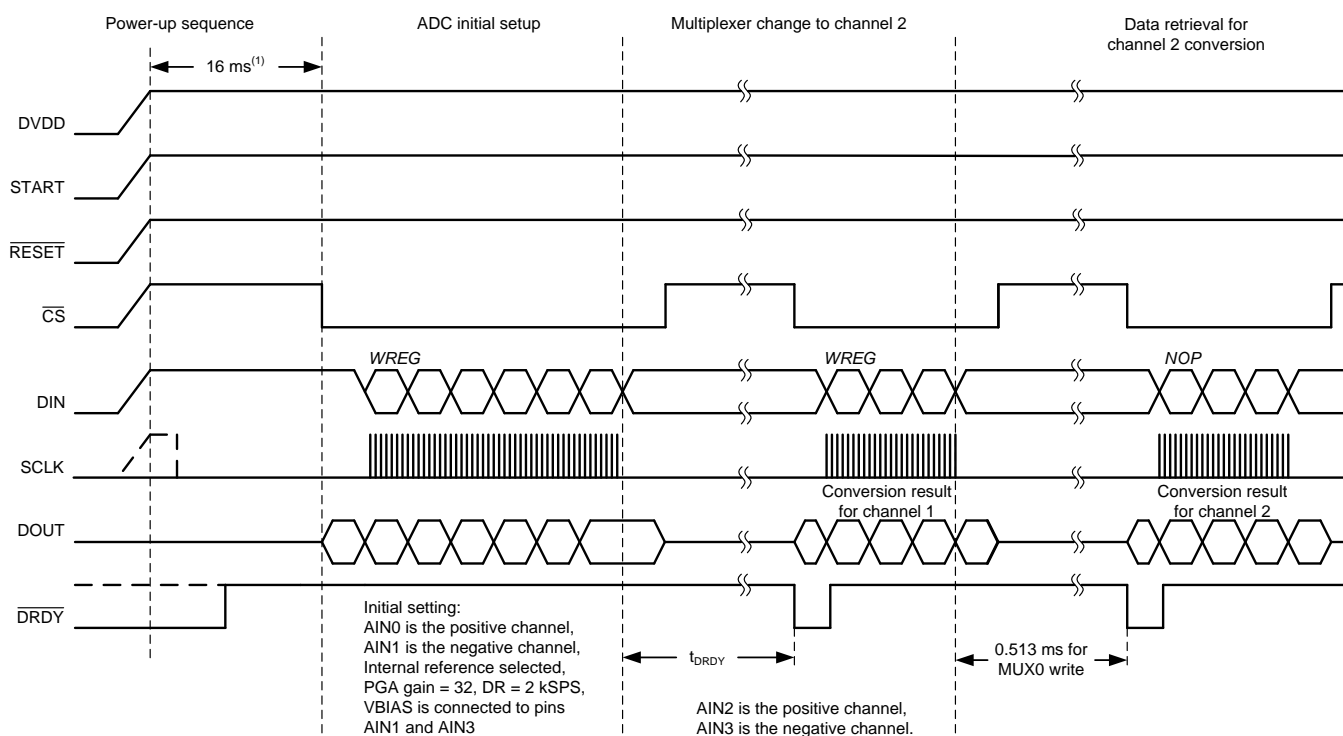 Power-up sequence
ADC initial setup
Multiplexer change to channel 2
Data retrieval for
channel 2 conversion
16 ms(1)
DVDD
START
RESET
CS
WREG
WREG
NOP
DIN
SCLK
Conversion result
for channel 1
Conversion result
for channel 2
DOUT
DRDY
Initial setting:
AIN0 is the positive channel,
AIN1 is the negative channel,
Internal reference selected,
PGA gain = 32, DR = 2 kSPS,
VBIAS is connected to pins
AIN1 and AIN3
tDRDY
0.513 ms for
MUX0 write
AIN2 is the positive channel,
AIN3 is the negative channel.